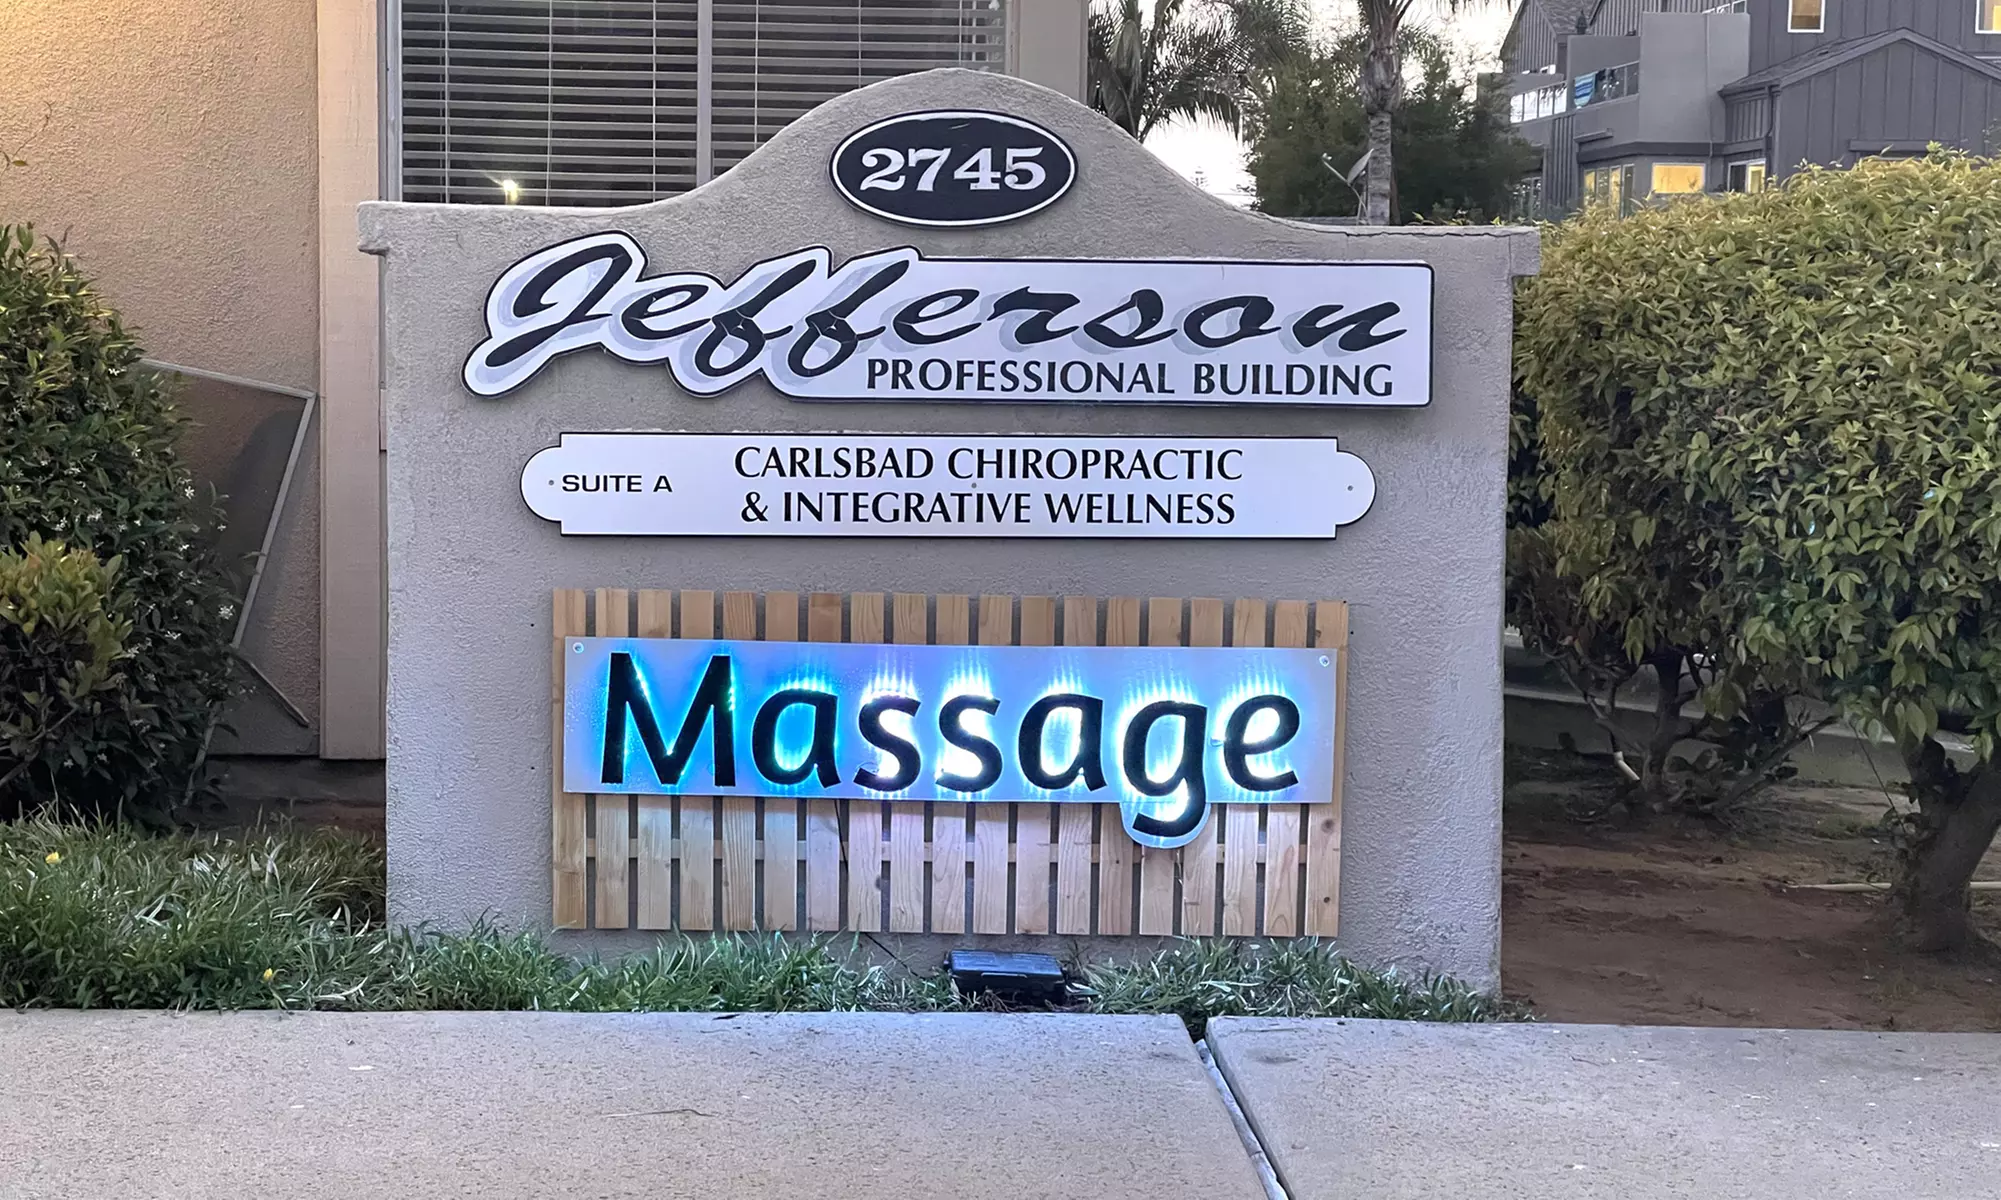 2745
Jefferson
PROFESSIONAL BUILDING
SUITE A
CARLSBAD CHIROPRACTIC
& INTEGRATIVE WELLNESS
Massage